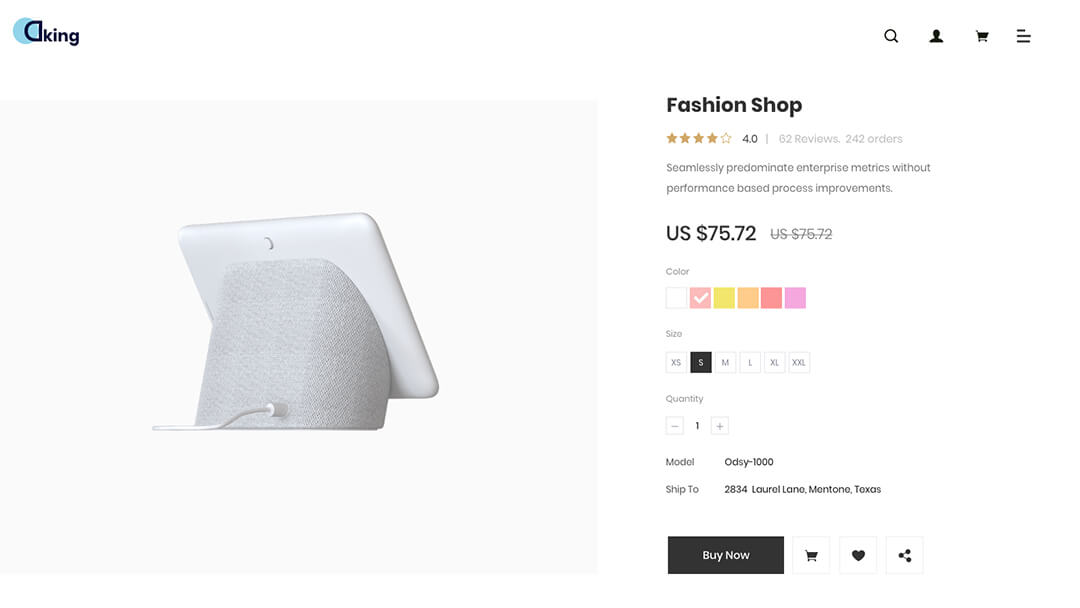 aking
Fashion Shop
4.0 | 62 Reviews. 242 orders
Seamlessly predominate enterprise metrics without
performance based process improvements.
US $75.72 US $75.72
Color
Size
XS S M L XL XXL
Quantity
− 1 +
Model Odsy-1000
Ship To 2834 Laurel Lane, Mentone, Texas
Buy Now